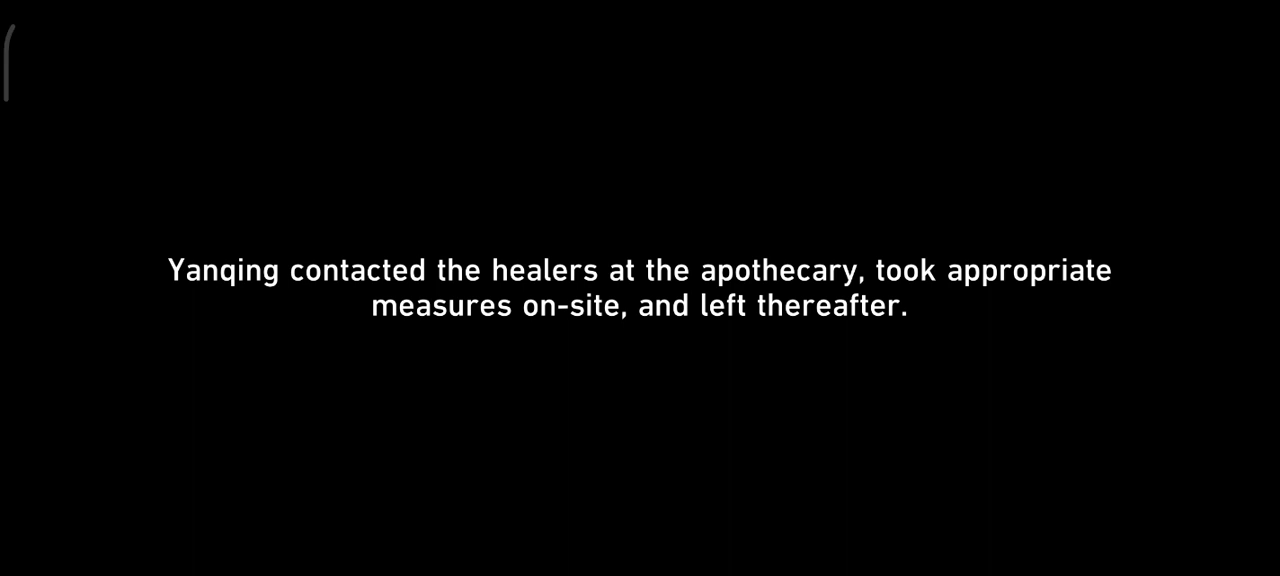 Yanqing contacted the healers at the apothecary, took appropriate
measures on-site, and left thereafter.